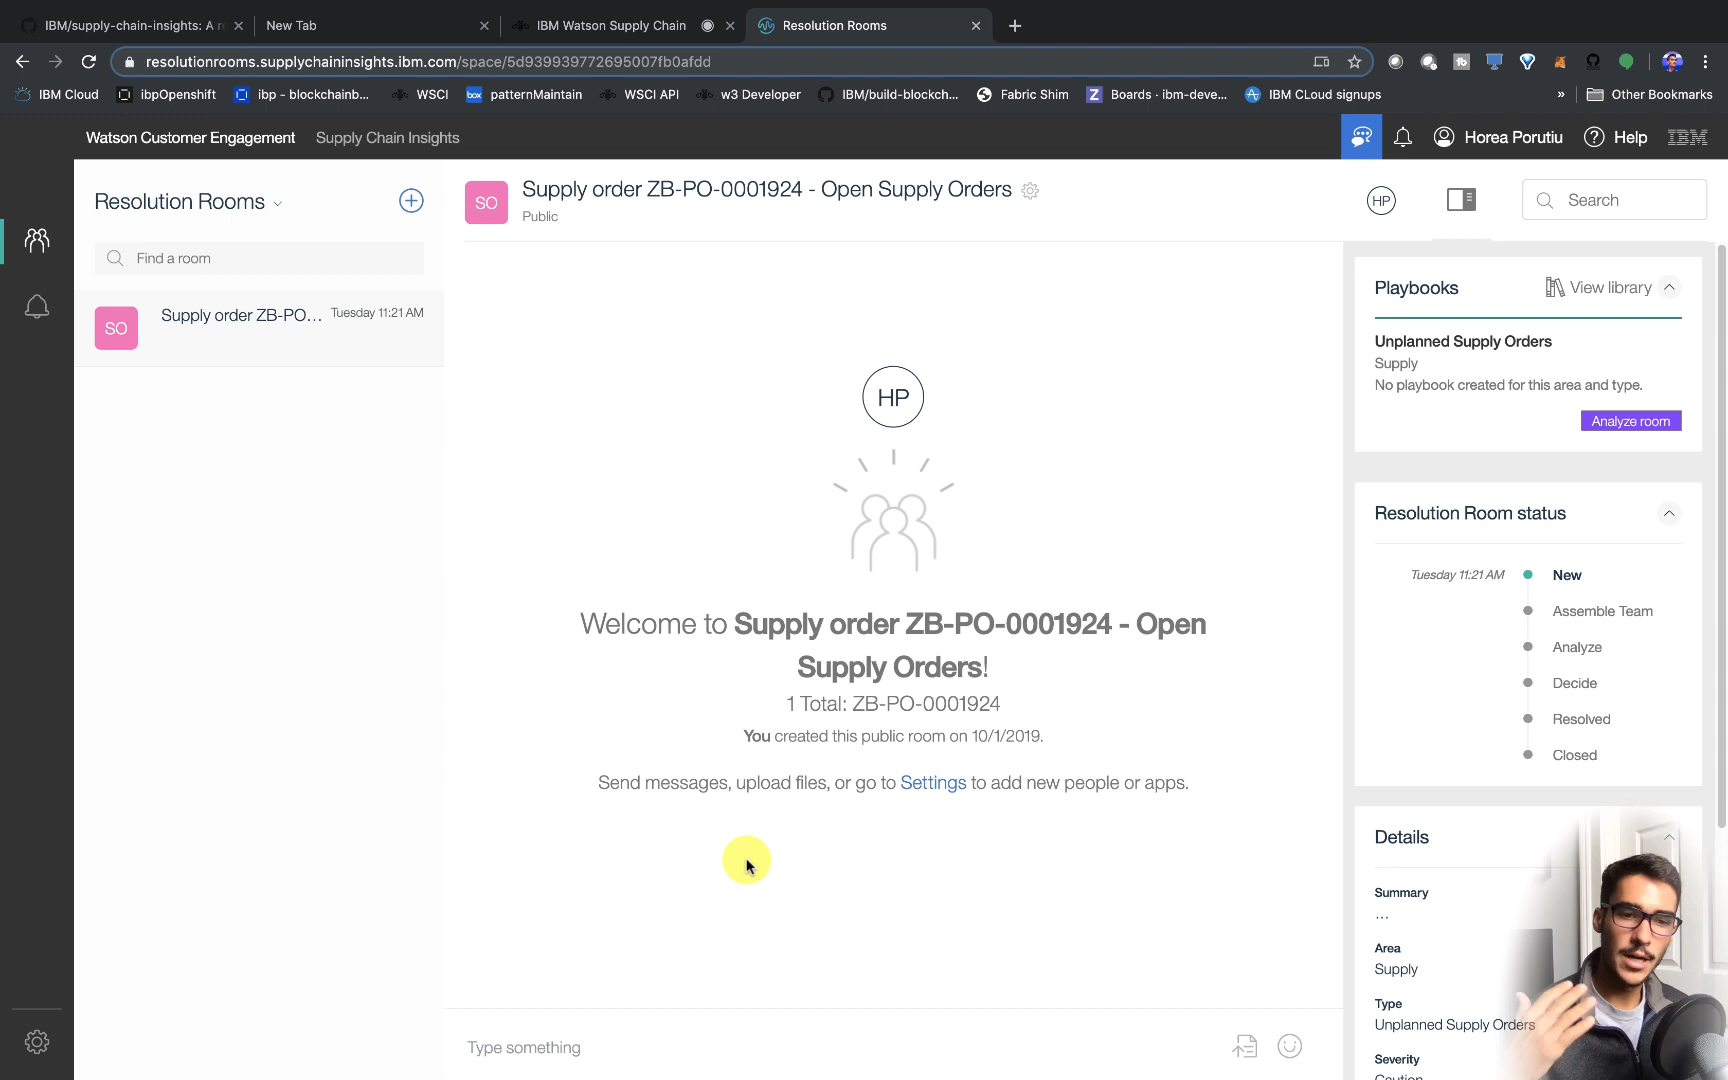 IBM/supply-chain-insights: A r
New Tab
IBM Watson Supply Chain
Resolution Rooms
resolutionrooms.supplychaininsights.ibm.com/space/5d939939772695007fb0afdd
IBM Cloud
ibpOpenshift
ibp - blockchainb...
WSCI
box patternMaintain
WSCI API
w3 Developer
IBM/build-blockch...
Fabric Shim
Z Boards · ibm-deve...
IBM CLoud signups
»
Other Bookmarks
Watson Customer Engagement
Supply Chain Insights
Horea Porutiu
? Help
IBM
Resolution Rooms
Find a room
SO
Supply order ZB-PO...
Tuesday 11:21 AM
SO
Supply order ZB-PO-0001924 - Open Supply Orders
Public
HP
Search
HP
Welcome to Supply order ZB-PO-0001924 - Open
Supply Orders!
1 Total: ZB-PO-0001924
You created this public room on 10/1/2019.
Send messages, upload files, or go to Settings to add new people or apps.
Type something
Playbooks
View library
Unplanned Supply Orders
Supply
No playbook created for this area and type.
Analyze room
Resolution Room status
Tuesday 11:21 AM
New
Assemble Team
Analyze
Decide
Resolved
Closed
Details
Summary
...
Area
Supply
Type
Unplanned Supply Orders
Severity
Caution